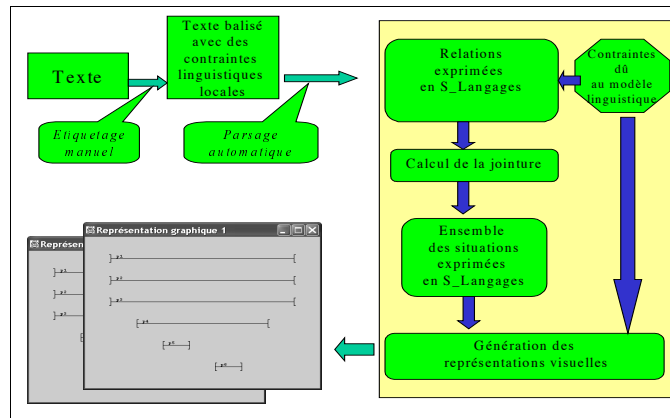 Texte
Texte balisé
avec des
contraintes
linguistiques
locales
Etiquetage
manuel
Parsage
automatique
Relations
exprimées
en S_Langages
Contraintes
dû
au modèle
linguistique
Calcul de la jointure
Ensemble
des situations
exprimées
en S_Langages
Génération des
représentations visuelles
Représentation graphique 1
Représen